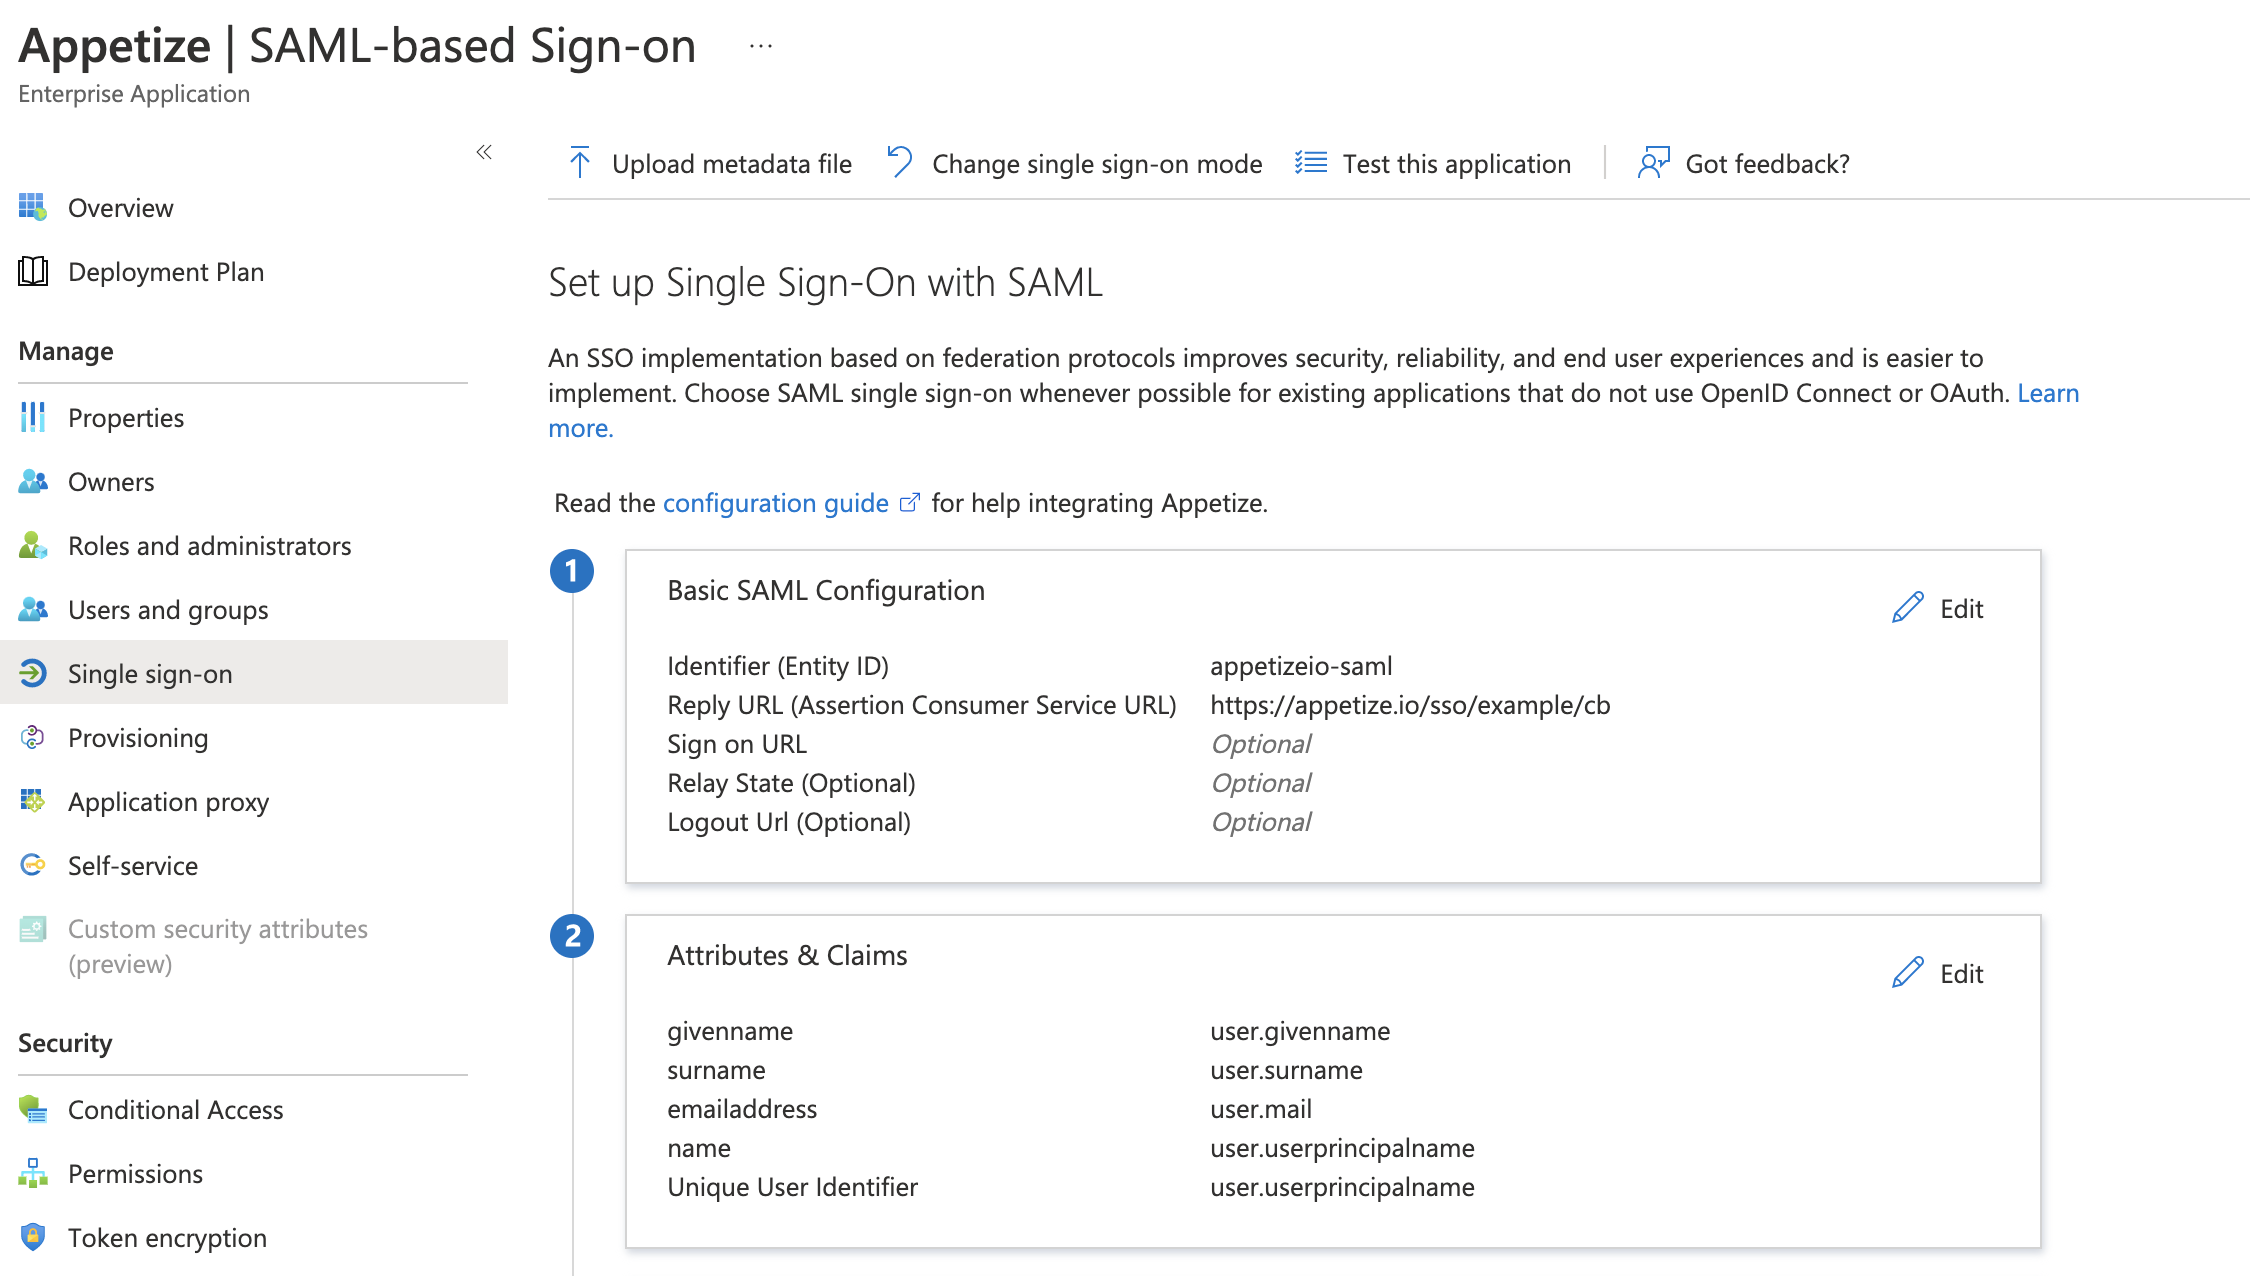 Appetize | SAML-based Sign-on ...
Enterprise Application
«
Overview
Deployment Plan
Manage
Properties
Owners
Roles and administrators
Users and groups
Single sign-on
Provisioning
Application proxy
Self-service
Custom security attributes
(preview)
Security
Conditional Access
Permissions
Token encryption
Upload metadata file Change single sign-on mode Test this application Got feedback?
Set up Single Sign-On with SAML
An SSO implementation based on federation protocols improves security, reliability, and end user experiences and is easier to
implement. Choose SAML single sign-on whenever possible for existing applications that do not use OpenID Connect or OAuth. Learn
more.
Read the configuration guide for help integrating Appetize.
1
Basic SAML Configuration
Edit
Identifier (Entity ID) appetizeio-saml
Reply URL (Assertion Consumer Service URL) https://appetize.io/sso/example/cb
Sign on URL Optional
Relay State (Optional) Optional
Logout Url (Optional) Optional
2
Attributes & Claims
Edit
givenname user.givenname
surname user.surname
emailaddress user.mail
name user.userprincipalname
Unique User Identifier user.userprincipalname